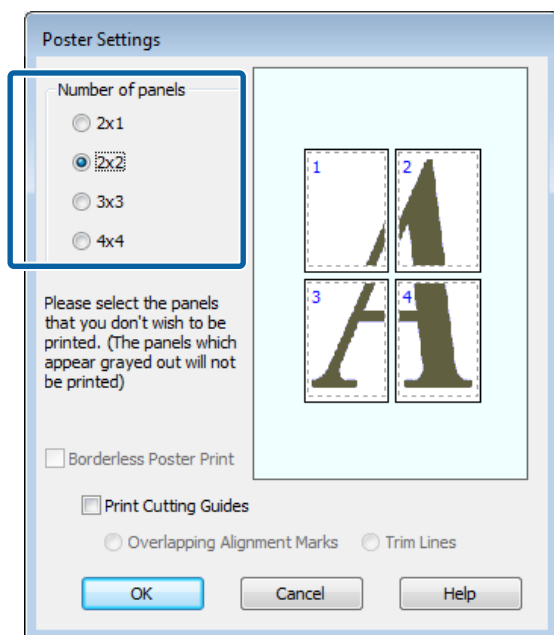 Poster Settings
Number of panels
2x1
2x2
3x3
4x4
1
2
3
4
Please select the panels
that you don't wish to be
printed. (The panels which
appear grayed out will not
be printed)
Borderless Poster Print
Print Cutting Guides
Overlapping Alignment Marks
Trim Lines
OK
Cancel
Help